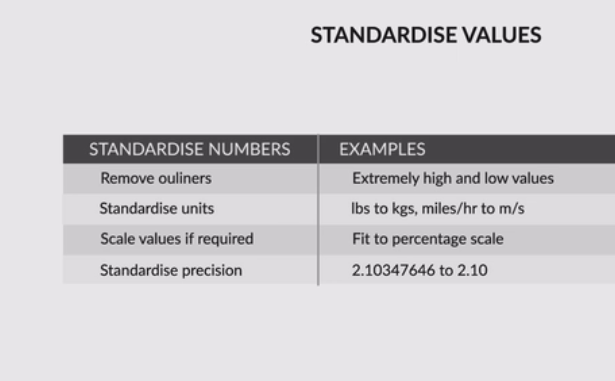 STANDARDISE VALUES
STANDARDISE NUMBERS EXAMPLES
Remove ouliners Extremely high and low values
Standardise units lbs to kgs, miles/hr to m/s
Scale values if required Fit to percentage scale
Standardise precision 2.10347646 to 2.10